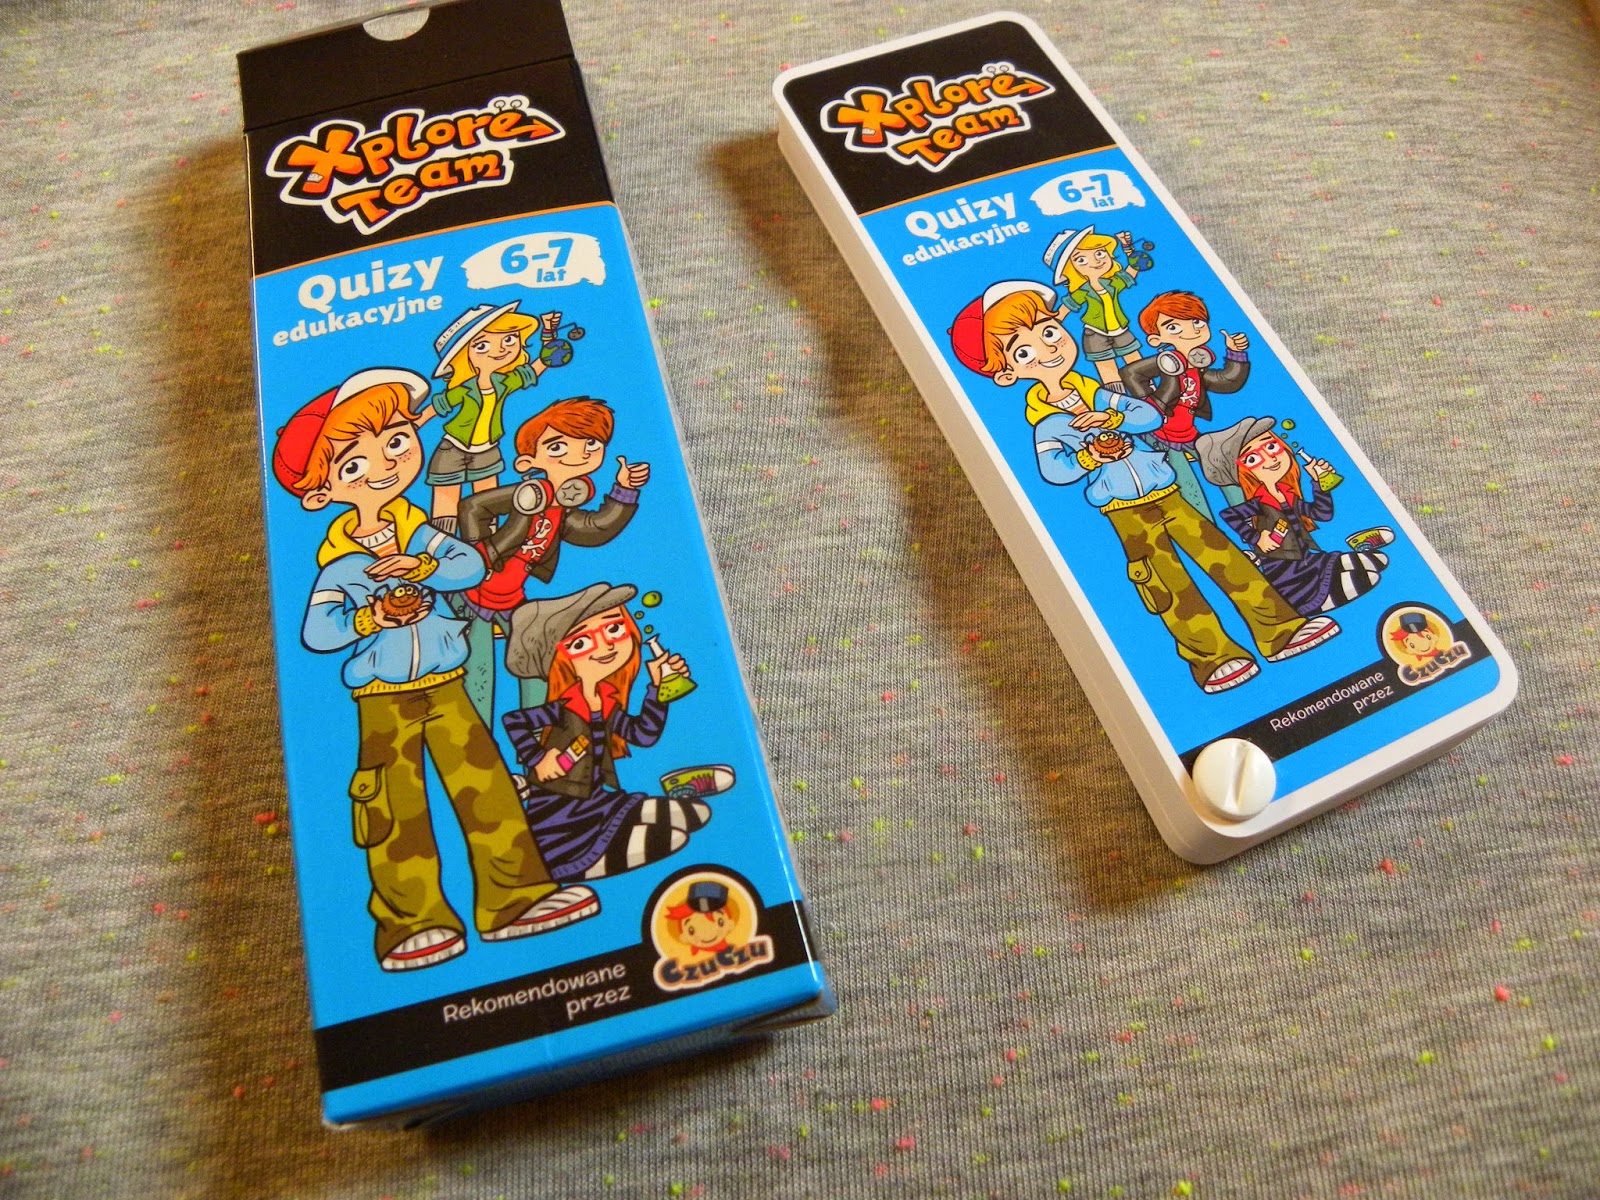 Xplore
Team
Quizy
edukacyjne
6-7
lat
Rekomendowane
przez
CzuCzu
Xplore
Team
Quizy
edukacyjne
6-7
lat
Rekomendowane
przez
CzuCzu